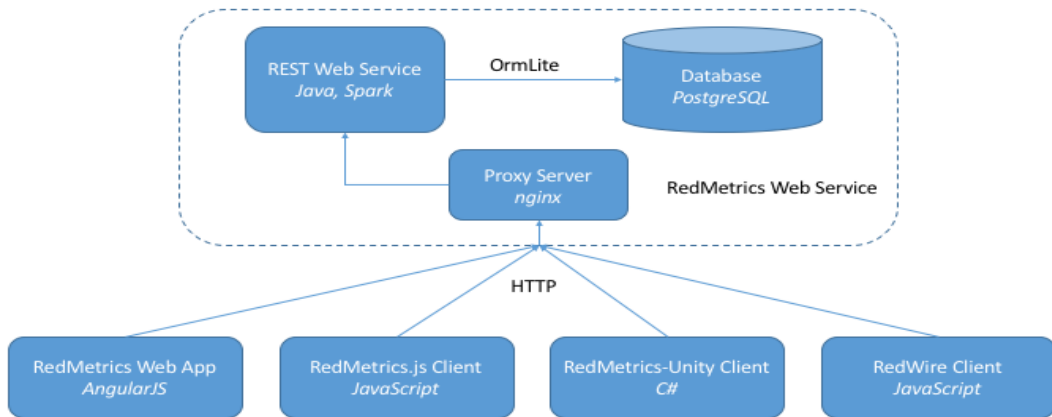 REST Web Service
Java, Spark
OrmLite
Database
PostgreSQL
Proxy Server
nginx
RedMetrics Web Service
HTTP
RedMetrics Web App
AngularJS
RedMetrics.js Client
JavaScript
RedMetrics-Unity Client
C#
RedWire Client
JavaScript